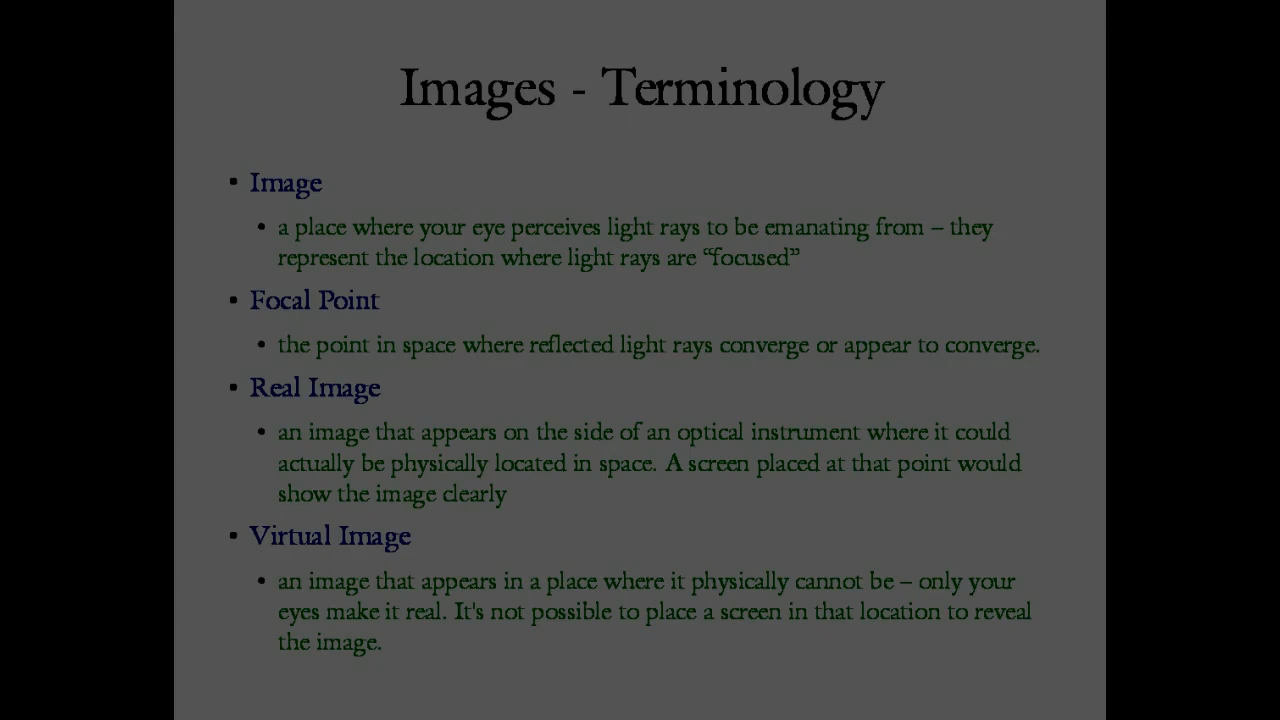 Images - Terminology
• Image
• a place where your eye perceives light rays to be emanating from – they
represent the location where light rays are “focused”
• Focal Point
• the point in space where reflected light rays converge or appear to converge.
• Real Image
• an image that appears on the side of an optical instrument where it could
actually be physically located in space. A screen placed at that point would
show the image clearly
• Virtual Image
• an image that appears in a place where it physically cannot be – only your
eyes make it real. It's not possible to place a screen in that location to reveal
the image.